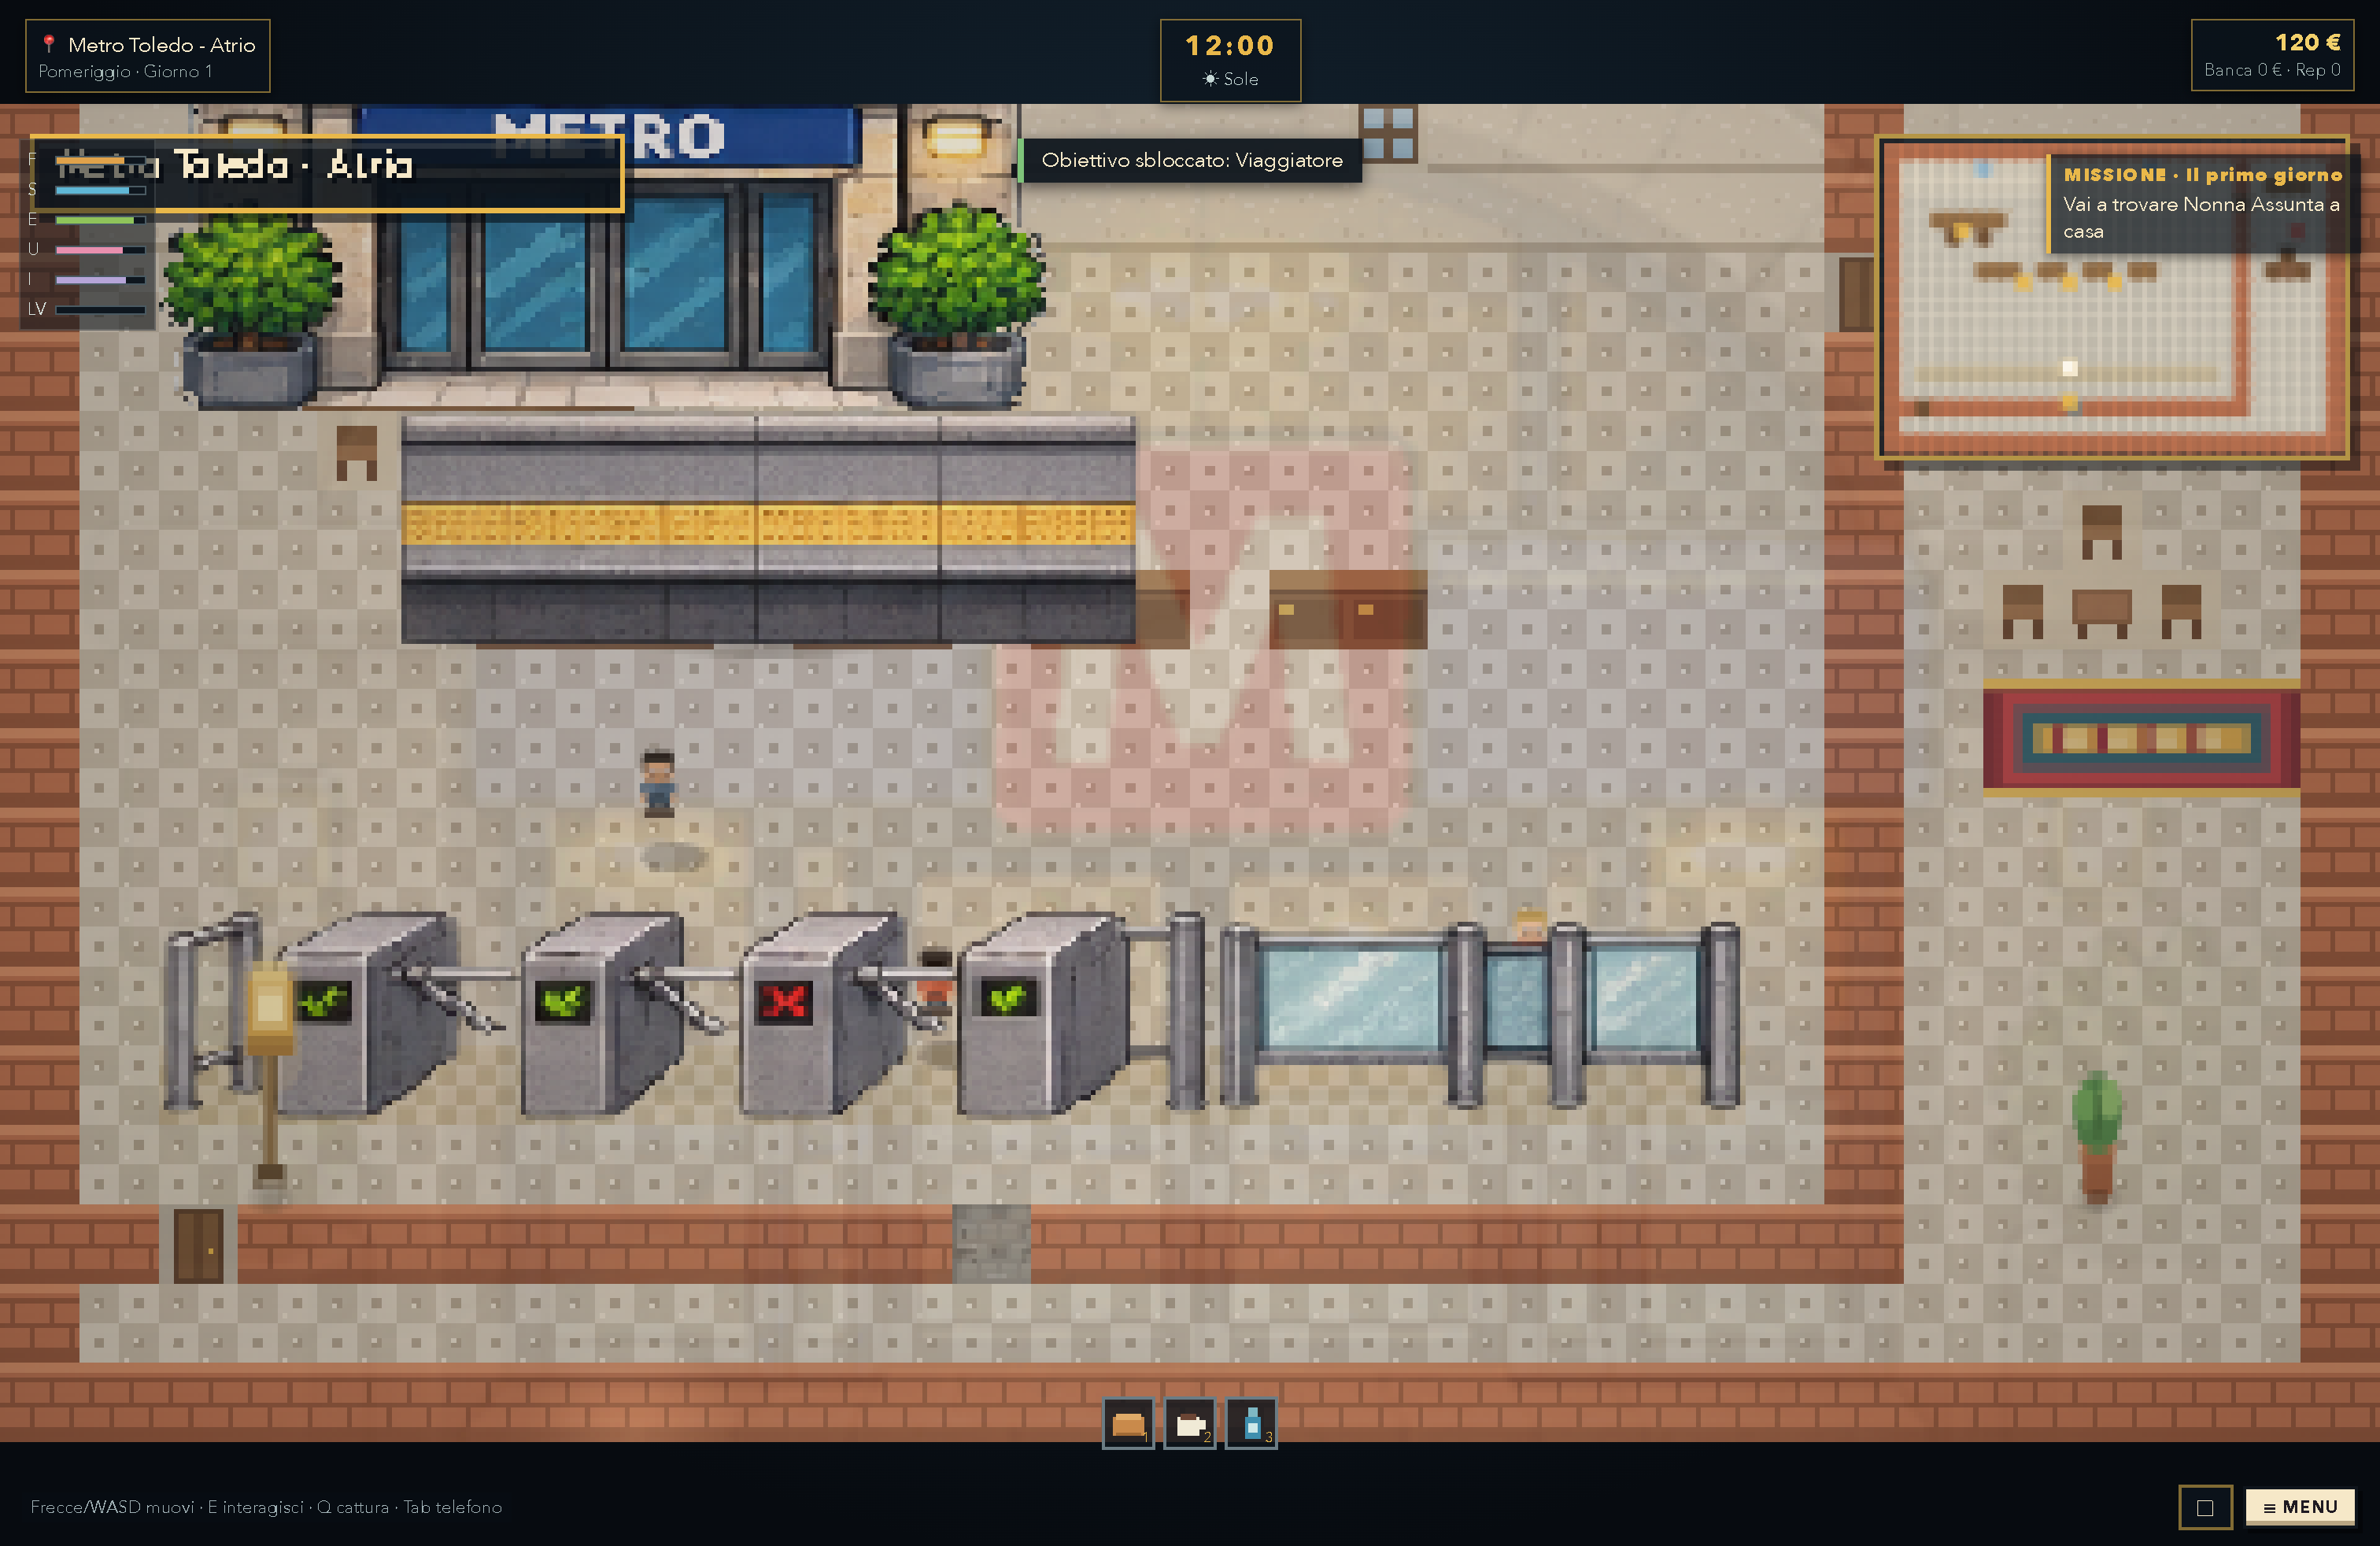 Metro Toledo - Atrio
Pomeriggio · Giorno 1
12:00
☀ Sole
120 €
Banca 0 € · Rep 0
METRO
Metro Toledo · Atrio
Obiettivo sbloccato: Viaggiatore
MISSIONE · Il primo giorno
Vai a trovare Nonna Assunta a
casa
F
S
E
U
I
LV
M
1
2
3
Frecce/WASD muovi · E interagisci · Q cattura · Tab telefono
≡ MENU